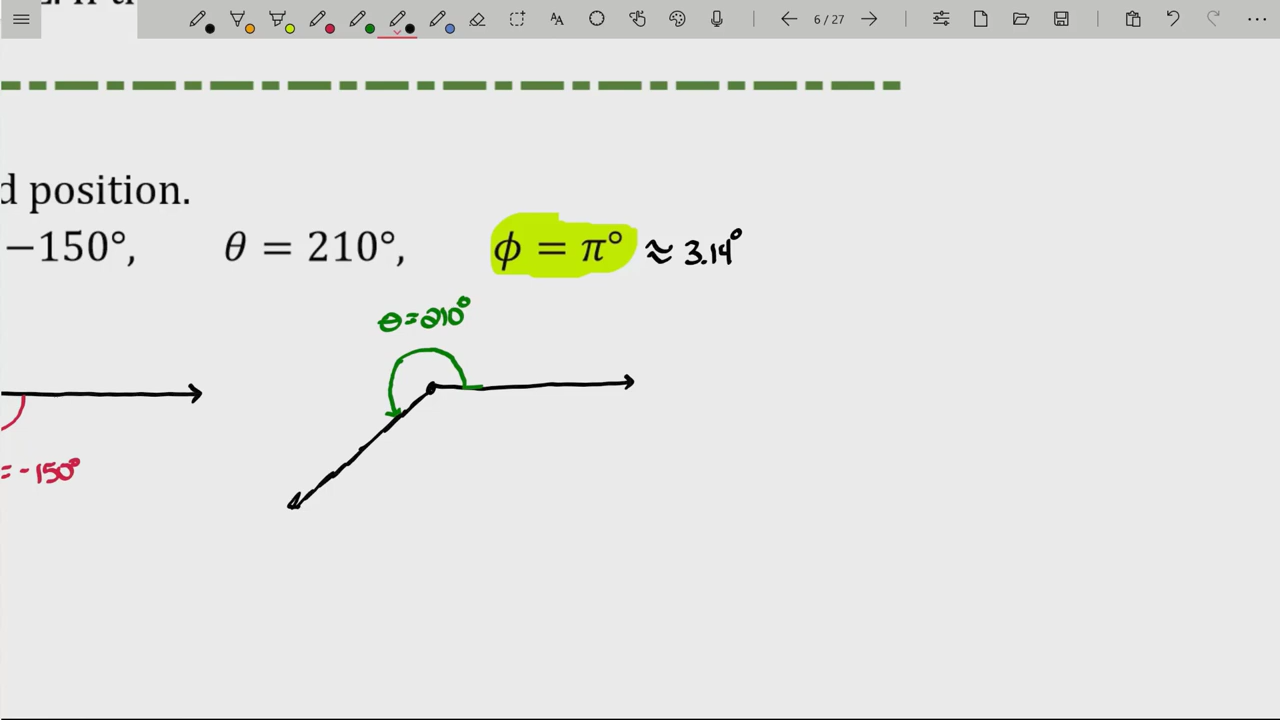 6 / 27
d position.
−150°, θ = 210°, ϕ = π° ≈ 3.14°
θ = 210°
= -150°